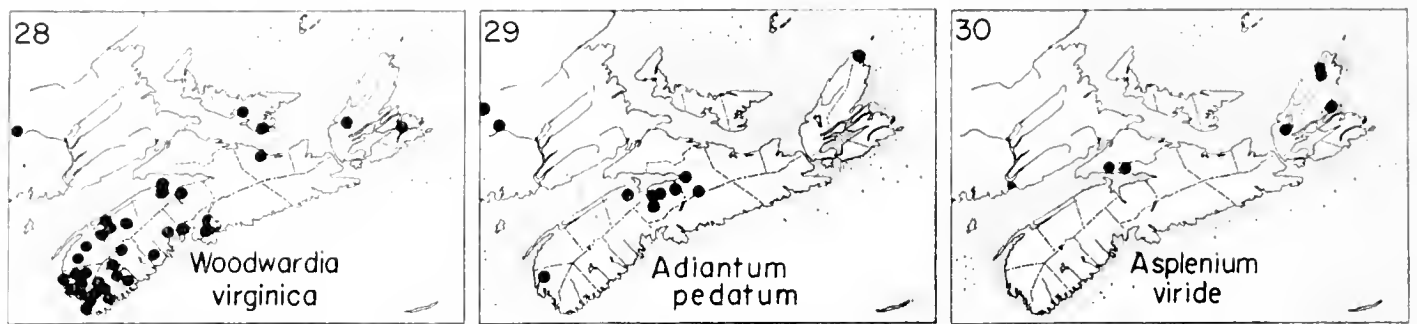 28
Woodwardia
virginica
29
Adiantum
pedatum
30
Asplenium
viride